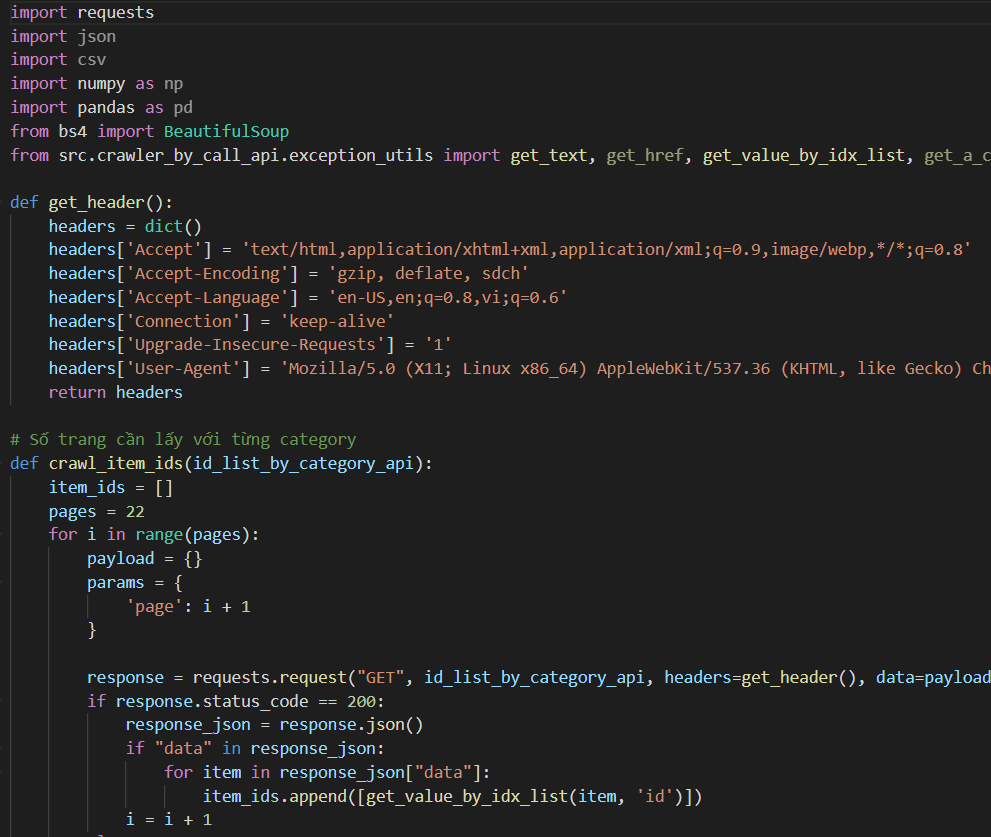 import requests
import json
import csv
import numpy as np
import pandas as pd
from bs4 import BeautifulSoup
from src.crawler_by_call_api.exception_utils import get_text, get_href, get_value_by_idx_list, get_a_c
def get_header():
    headers = dict()
    headers['Accept'] = 'text/html,application/xhtml+xml,application/xml;q=0.9,image/webp,*/*;q=0.8'
    headers['Accept-Encoding'] = 'gzip, deflate, sdch'
    headers['Accept-Language'] = 'en-US,en;q=0.8,vi;q=0.6'
    headers['Connection'] = 'keep-alive'
    headers['Upgrade-Insecure-Requests'] = '1'
    headers['User-Agent'] = 'Mozilla/5.0 (X11; Linux x86_64) AppleWebKit/537.36 (KHTML, like Gecko) Ch
    return headers
# Số trang cần lấy với từng category
def crawl_item_ids(id_list_by_category_api):
    item_ids = []
    pages = 22
    for i in range(pages):
        payload = {}
        params = {
            'page': i + 1
        }
        response = requests.request("GET", id_list_by_category_api, headers=get_header(), data=payload
        if response.status_code == 200:
            response_json = response.json()
            if "data" in response_json:
                for item in response_json["data"]:
                    item_ids.append([get_value_by_idx_list(item, 'id')])
            i = i + 1